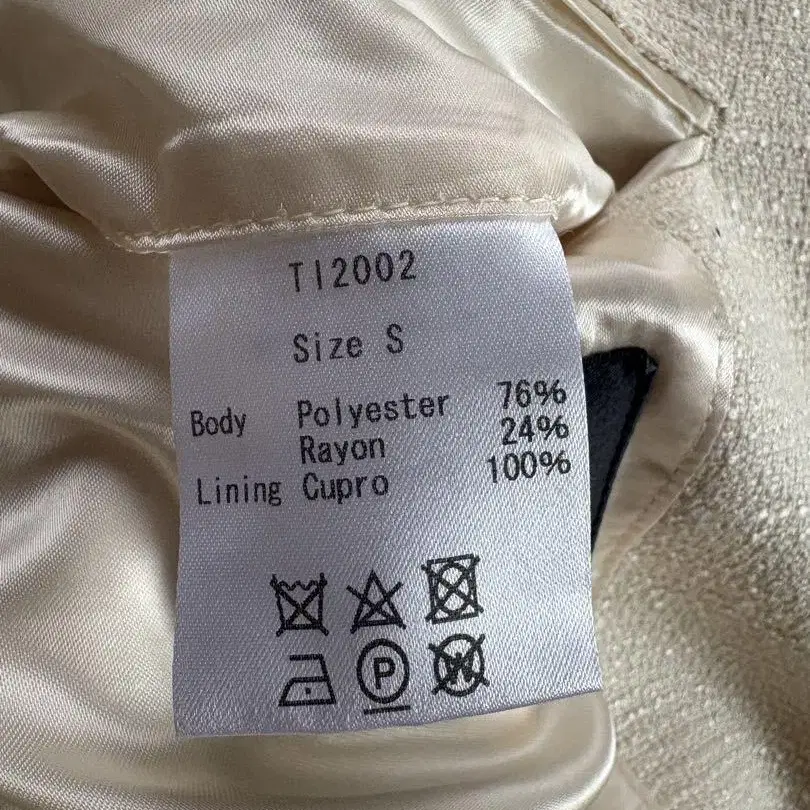 TI2002
Size S
Body Polyester 76%
Rayon 24%
Lining Cupro 100%
P
W